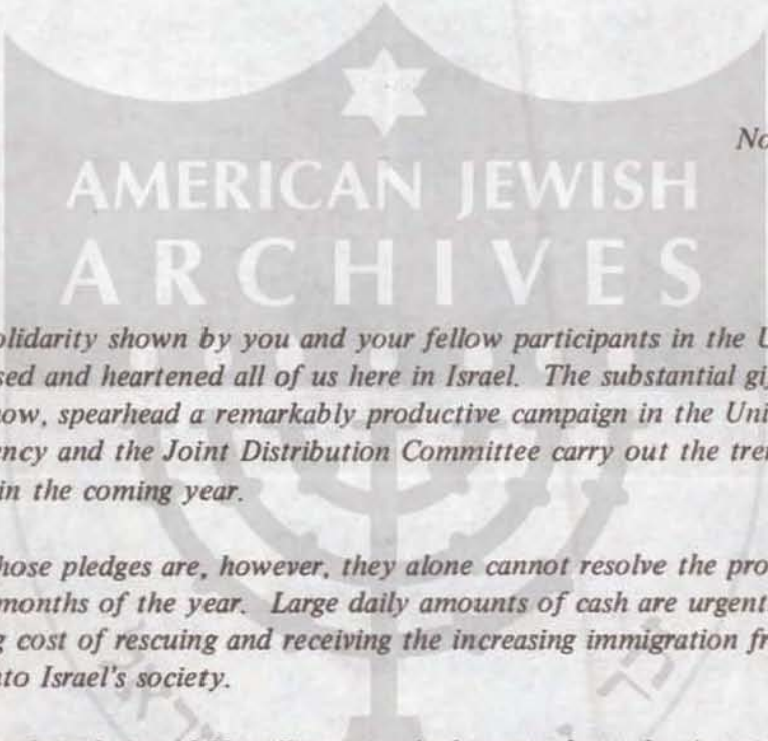 No
AMERICAN JEWISH
ARCHIVES
olidarity shown by you and your fellow participants in the U
sed and heartened all of us here in Israel. The substantial gi
ow, spearhead a remarkably productive campaign in the Uni
ency and the Joint Distribution Committee carry out the tre
in the coming year.
hose pledges are, however, they alone cannot resolve the pro
months of the year. Large daily amounts of cash are urgent
g cost of rescuing and receiving the increasing immigration fr
nto Israel's society.